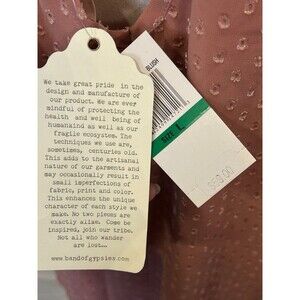 We take great pride in the
design and manufacture of
our product. We are ever
mindful of protecting the
health and well being of
humankind as well as our
fragile ecosystem. The
techniques we use are,
sometimes, centuries old.
This adds to the artisanal
nature of our garments and
may occasionally result in
small imperfections of
fabric, print and color.
This enhances the unique
character of each style we
make. No two pieces are
exactly alike. Come be
inspired, join our tribe.
Not all who wander
are lost...
www.bandofgypsies.com
BLUSH
SIZE L